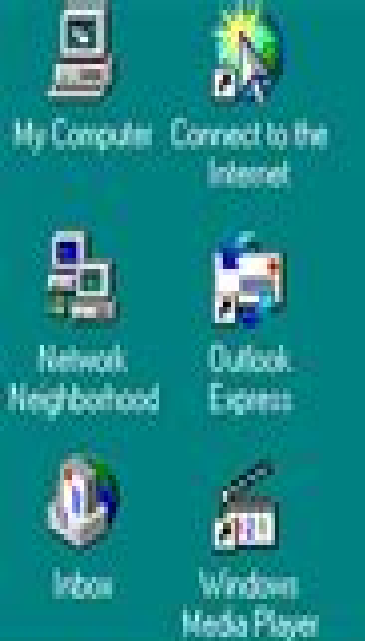 My Computer
Connect to the
Internet
Network
Neighborhood
Outlook
Express
Inbox
Windows
Media Player